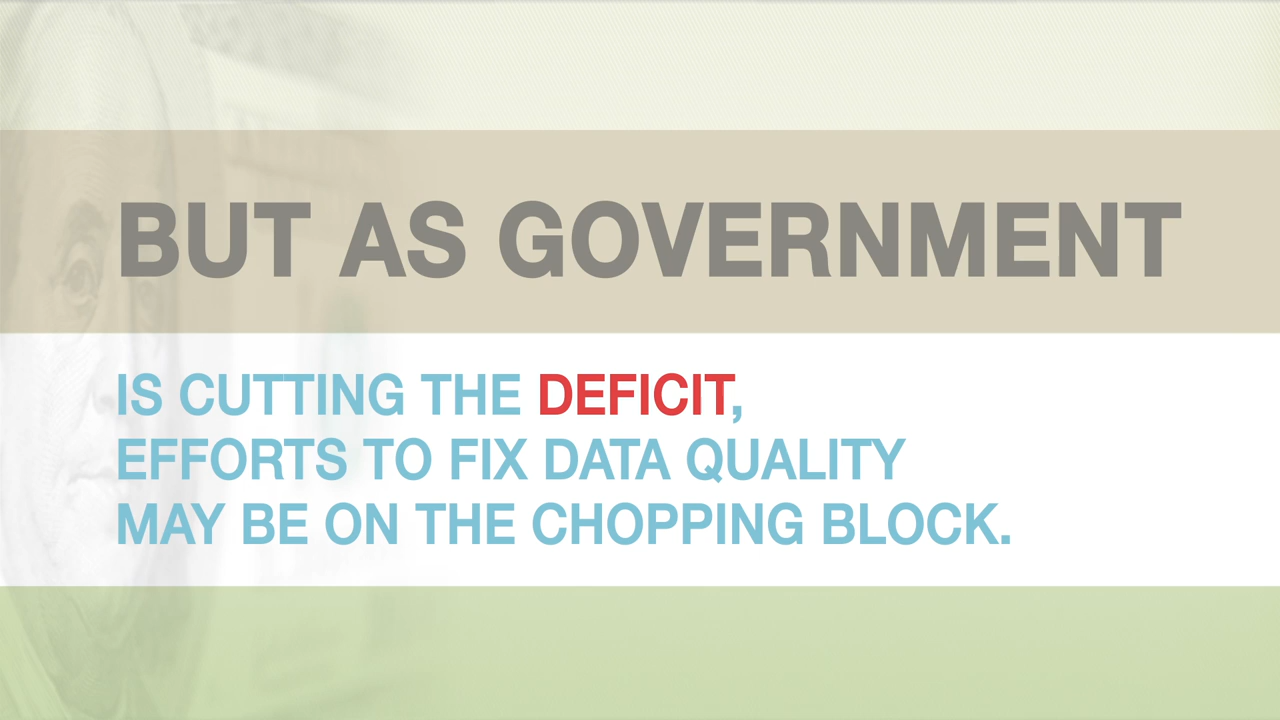 BUT AS GOVERNMENT
IS CUTTING THE DEFICIT,
EFFORTS TO FIX DATA QUALITY
MAY BE ON THE CHOPPING BLOCK.